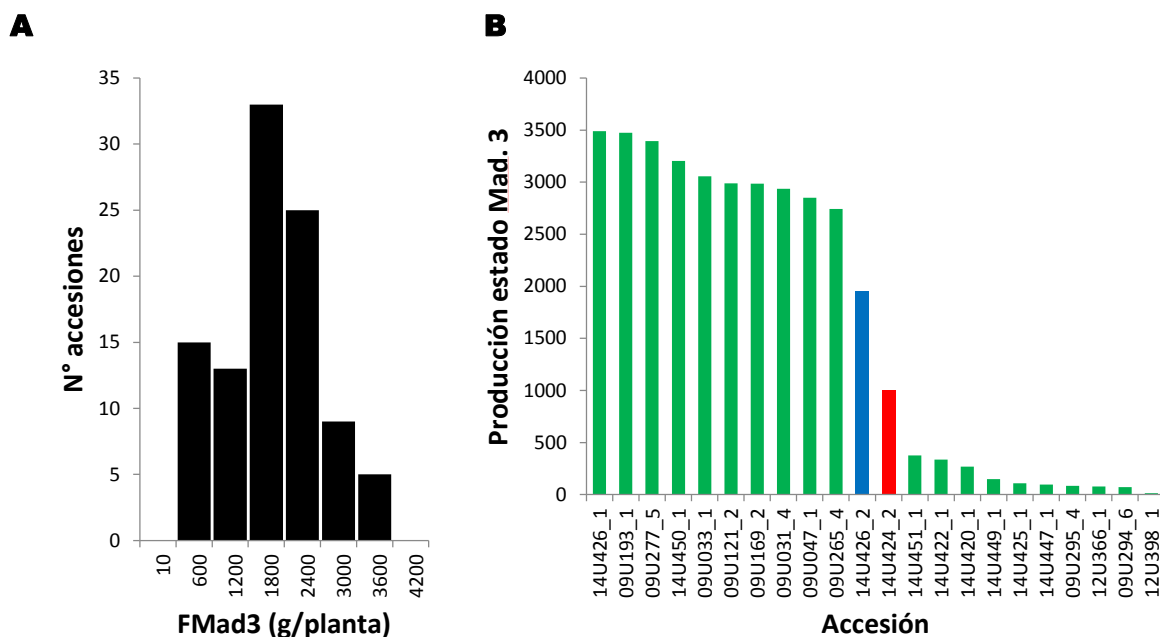 A
N° accesiones
35
30
25
20
15
10
5
0
10
600
1200
1800
2400
3000
3600
4200
FMad3 (g/planta)
B
Producción estado Mad. 3
4000
3500
3000
2500
2000
1500
1000
500
0
14U426_1
09U193_1
09U277_5
14U450_1
09U033_1
09U121_2
09U169_2
09U031_4
09U047_1
09U265_4
14U426_2
14U424_2
14U451_1
14U422_1
14U420_1
14U449_1
14U425_1
14U447_1
09U295_4
12U366_1
09U294_6
12U398_1
Accesión